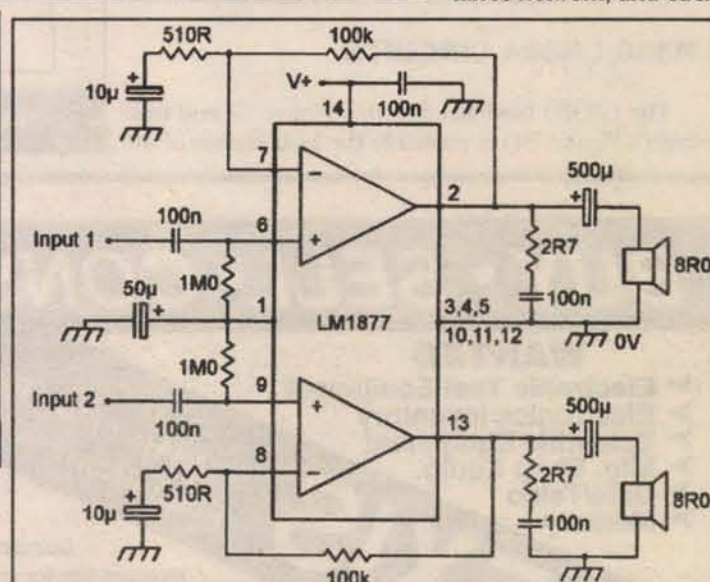 510R
100k
10µ
+
V+
14
100n
7
2
500µ
+
100n
6
Input 1
+
2R7
8R0
1M0
100n
50µ
+
1
LM1877
3,4,5
10,11,12
0V
1M0
9
13
500µ
+
Input 2
+
100n
8
2R7
8R0
510R
100n
10µ
+
100k